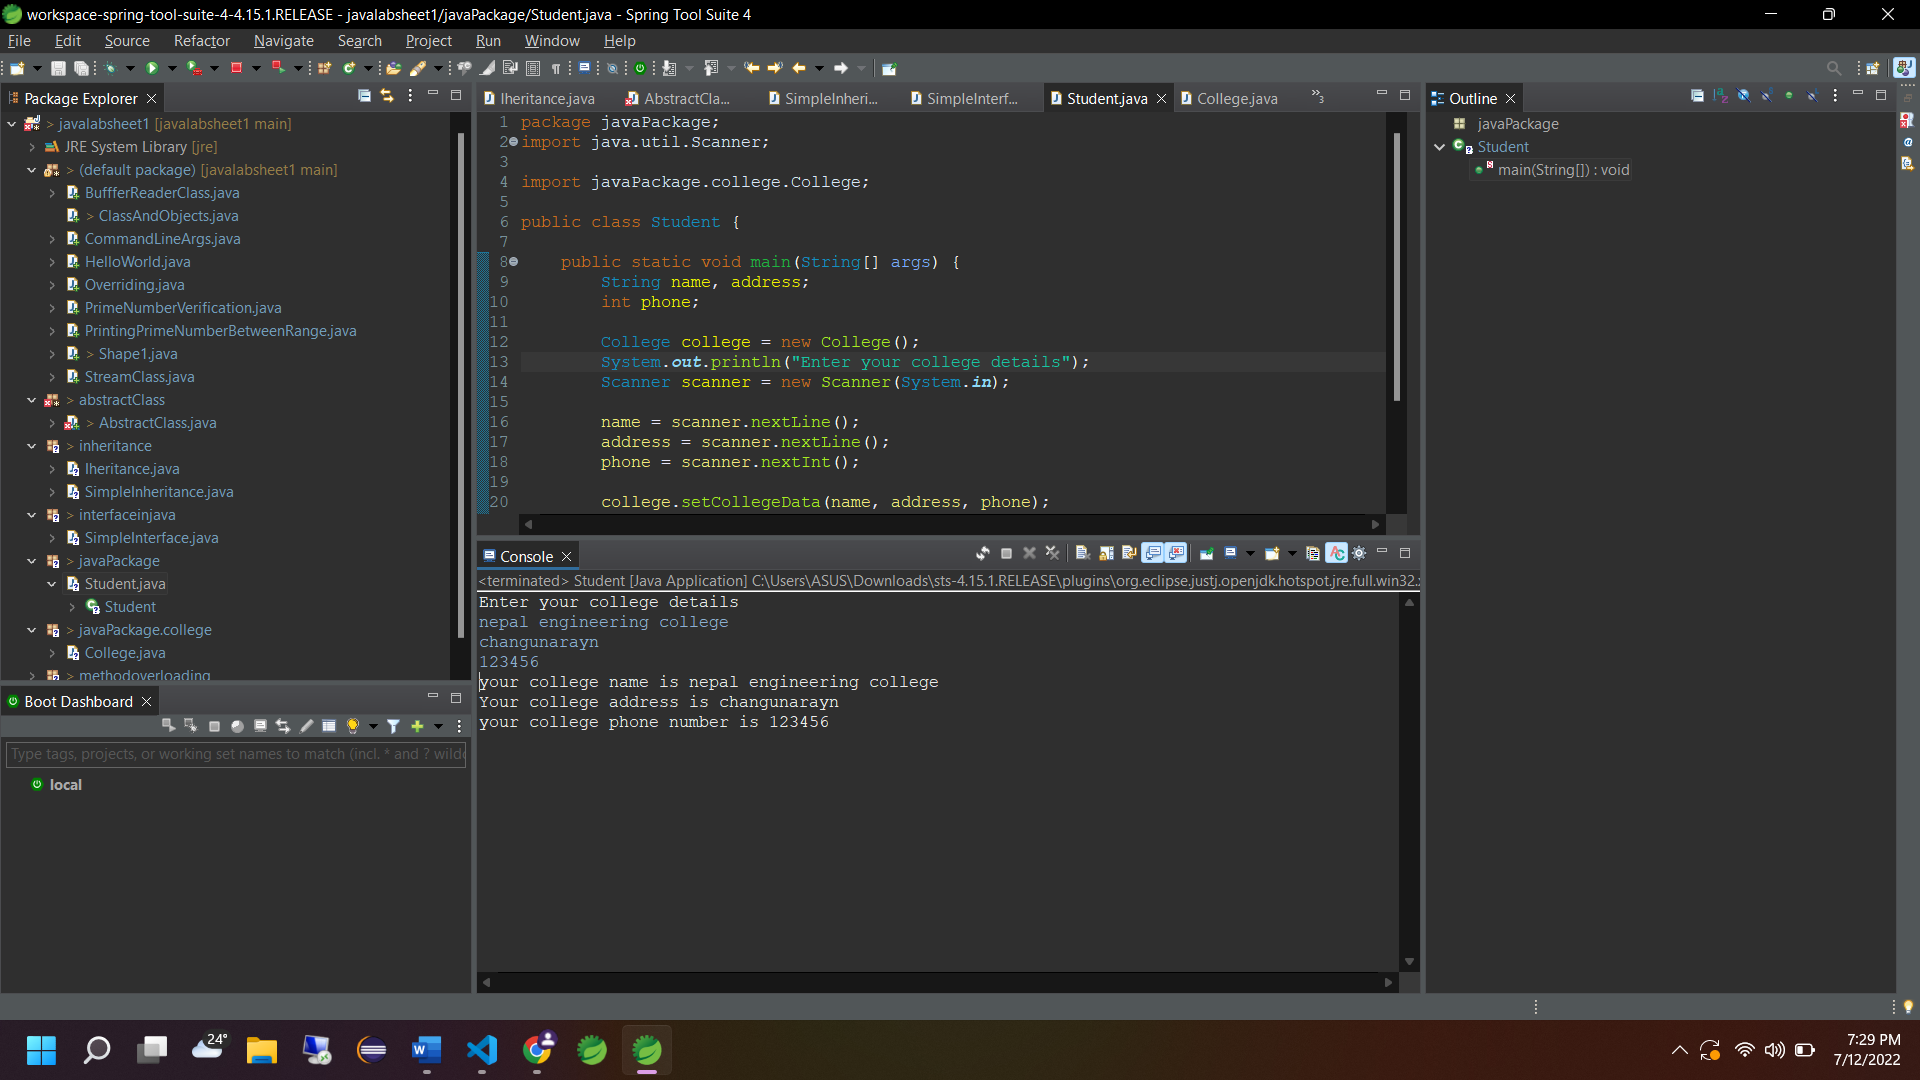 workspace-spring-tool-suite-4-4.15.1.RELEASE - javalabsheet1/javaPackage/Student.java - Spring Tool Suite 4
File Edit Source Refactor Navigate Search Project Run Window Help
Package Explorer
> javalabsheet1 [javalabsheet1 main]
JRE System Library [jre]
> (default package) [javalabsheet1 main]
BuffferReaderClass.java
> ClassAndObjects.java
CommandLineArgs.java
HelloWorld.java
Overriding.java
PrimeNumberVerification.java
PrintingPrimeNumberBetweenRange.java
> Shape1.java
StreamClass.java
> abstractClass
> AbstractClass.java
> inheritance
Iheritance.java
SimpleInheritance.java
> interfaceinjava
SimpleInterface.java
> javaPackage
Student.java
Student
> javaPackage.college
College.java
> methodoverloading
Boot Dashboard
Type tags, projects, or working set names to match (incl. * and ? wild
local
Iheritance.java AbstractCla... SimpleInheri... SimpleInterf... Student.java College.java »3
1 package javaPackage;
2 import java.util.Scanner;
3
4 import javaPackage.college.College;
5
6 public class Student {
7
8 public static void main(String[] args) {
9 String name, address;
10 int phone;
11
12 College college = new College();
13 System.out.println("Enter your college details");
14 Scanner scanner = new Scanner(System.in);
15
16 name = scanner.nextLine();
17 address = scanner.nextLine();
18 phone = scanner.nextInt();
19
20 college.setCollegeData(name, address, phone);
Console
<terminated> Student [Java Application] C:\Users\ASUS\Downloads\sts-4.15.1.RELEASE\plugins\org.eclipse.justj.openjdk.hotspot.jre.full.win32.
Enter your college details
nepal engineering college
changunarayn
123456
your college name is nepal engineering college
Your college address is changunarayn
your college phone number is 123456
Outline
javaPackage
Student
main(String[]) : void
24°
7:29 PM
7/12/2022